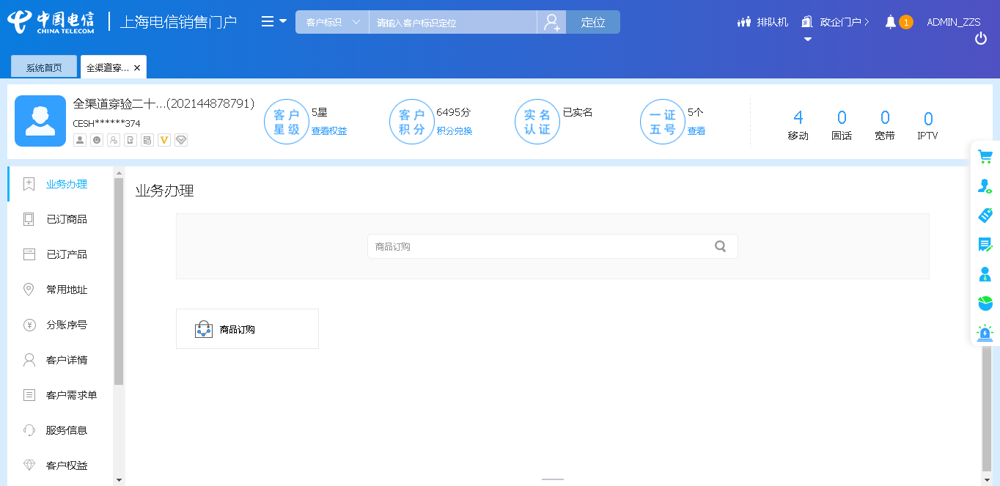 中国电信
CHINA TELECOM
上海电信销售门户
客户标识
请输入客户标识定位
定位
排队机
政企门户
1
ADMIN_ZZS
系统首页
全渠道穿...
全渠道穿验二十...(202144878791)
CESH******374
V
客户星级
5星
查看权益
客户积分
6495分
积分兑换
实名认证
已实名
一证五号
5个
查看
4
移动
0
固话
0
宽带
0
IPTV
业务办理
已订商品
已订产品
常用地址
分账序号
客户详情
客户需求单
服务信息
客户权益
业务办理
商品订购
商品订购